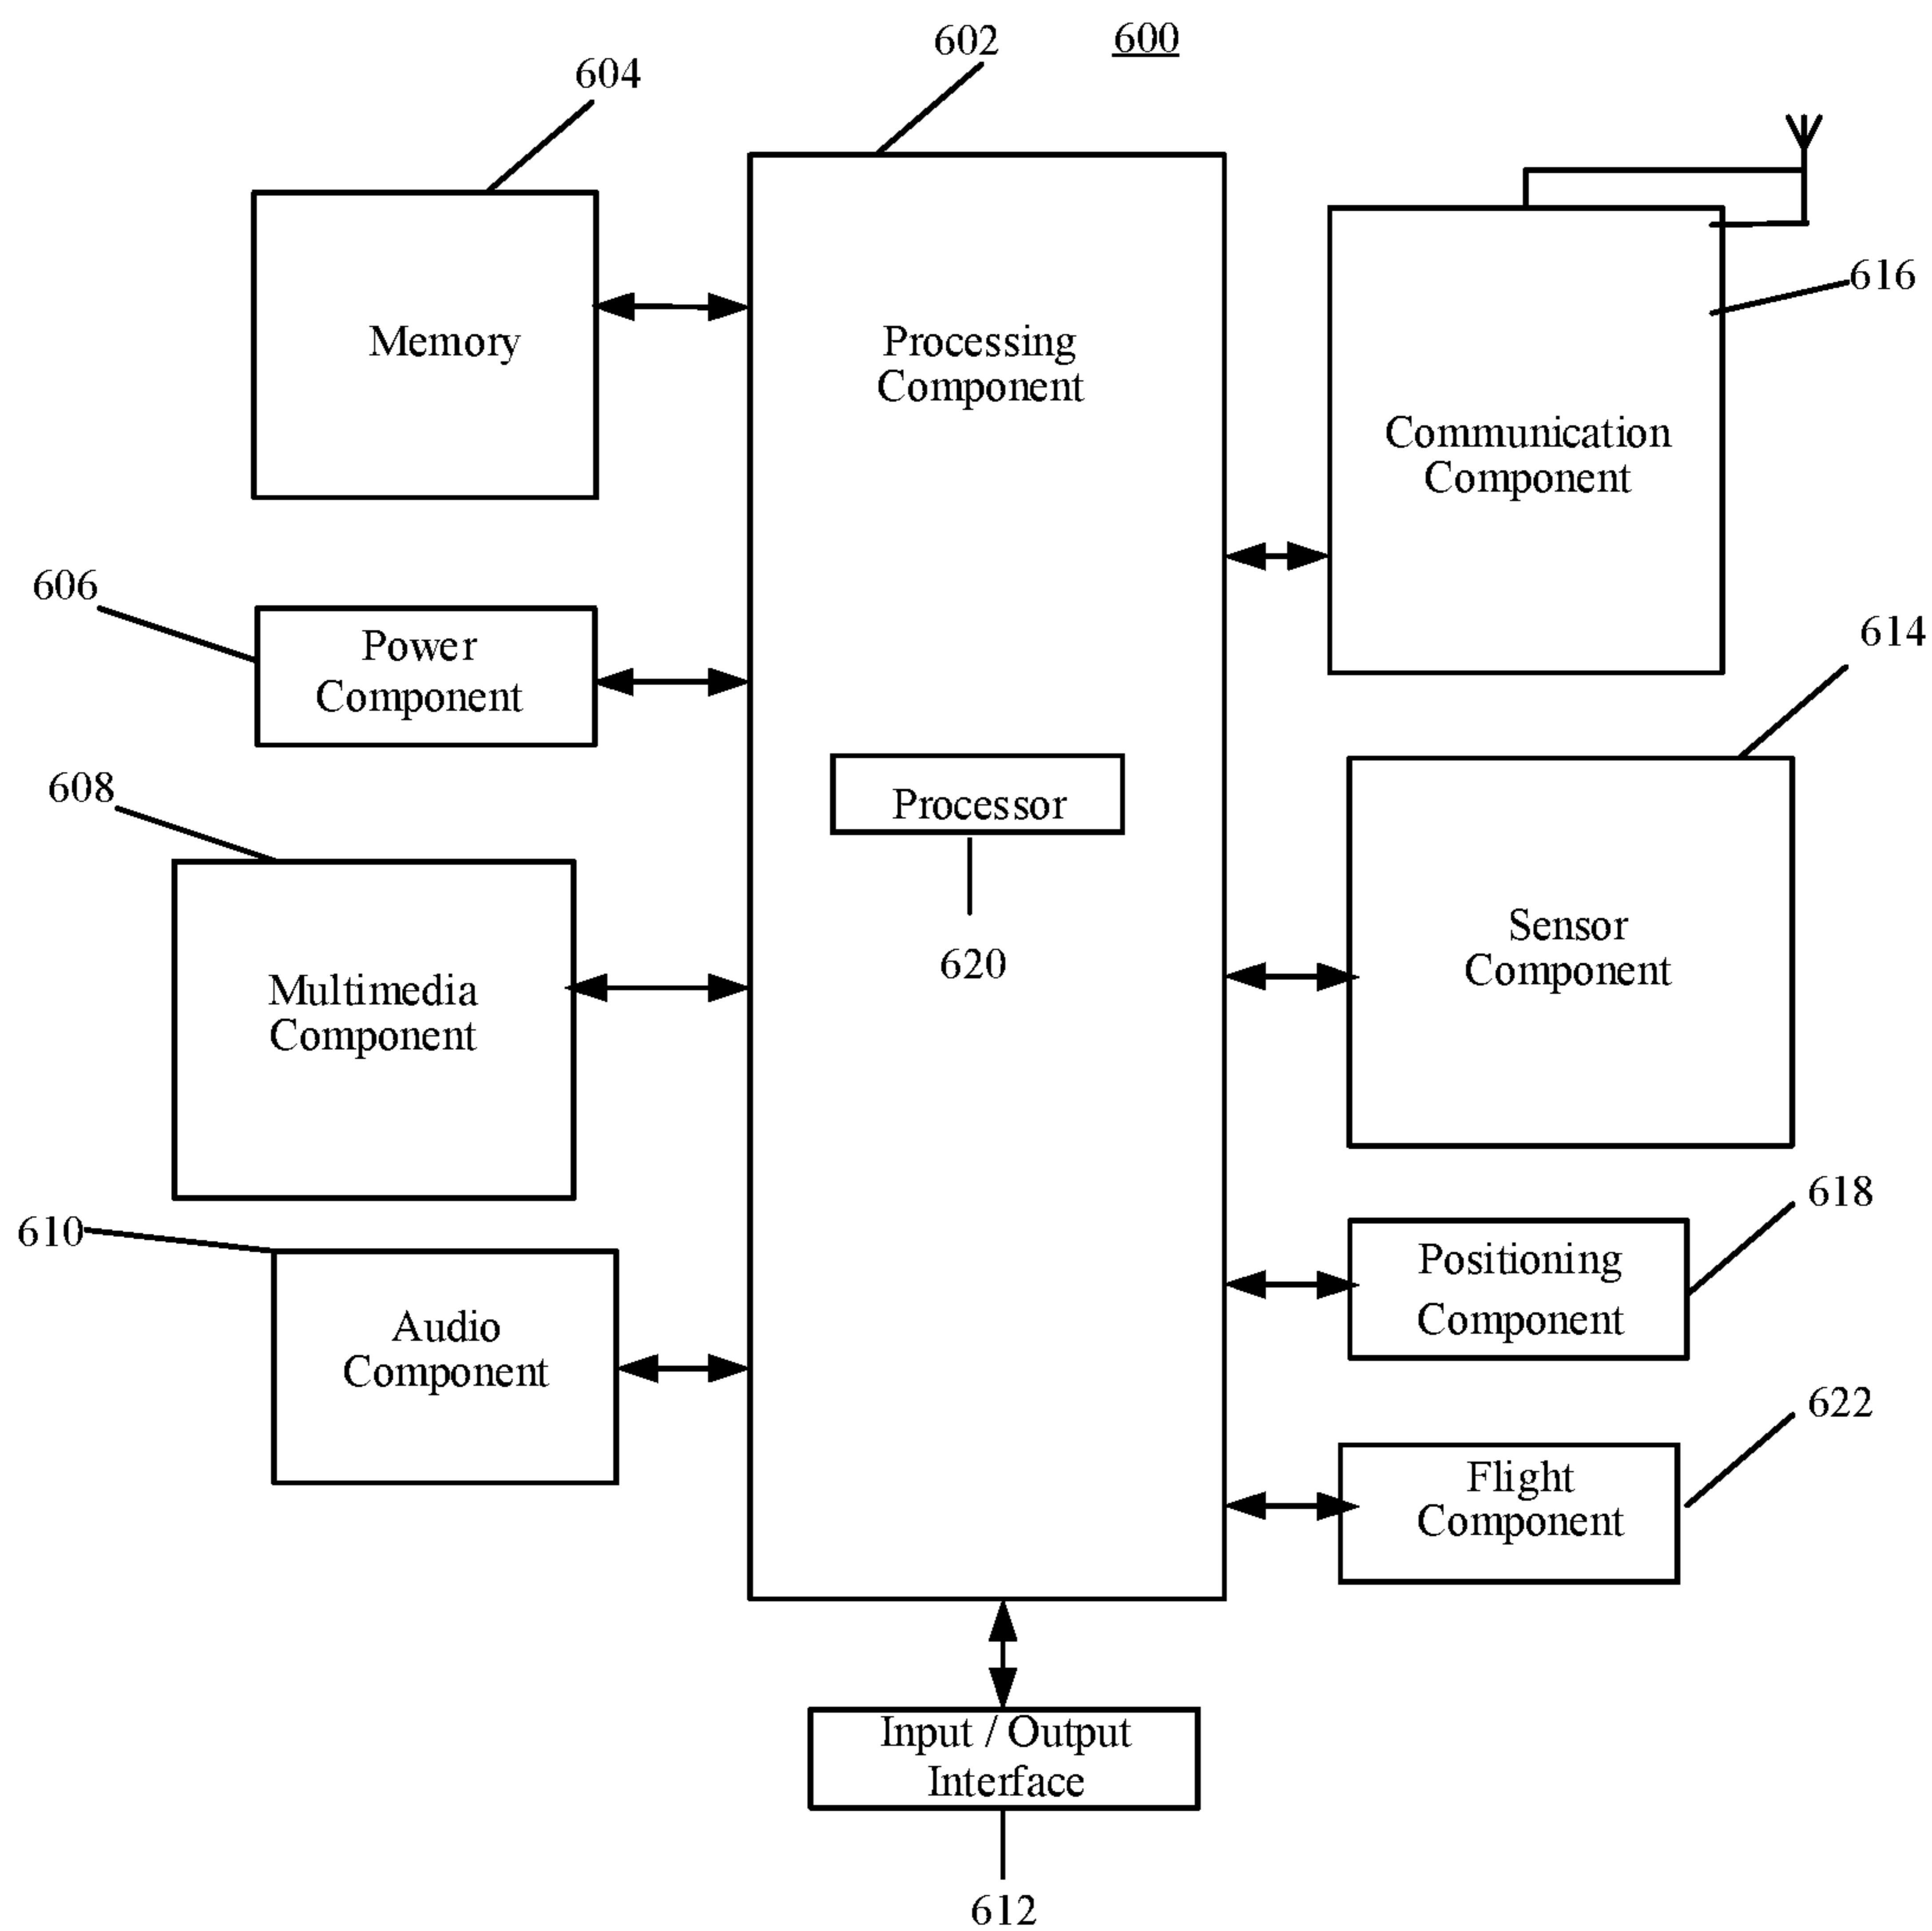 602
600
604
616
Memory
Processing
Component
Communication
Component
606
Power
Component
614
608
Processor
620
Sensor
Component
Multimedia
Component
610
618
Positioning
Component
Audio
Component
622
Flight
Component
Input / Output
Interface
612